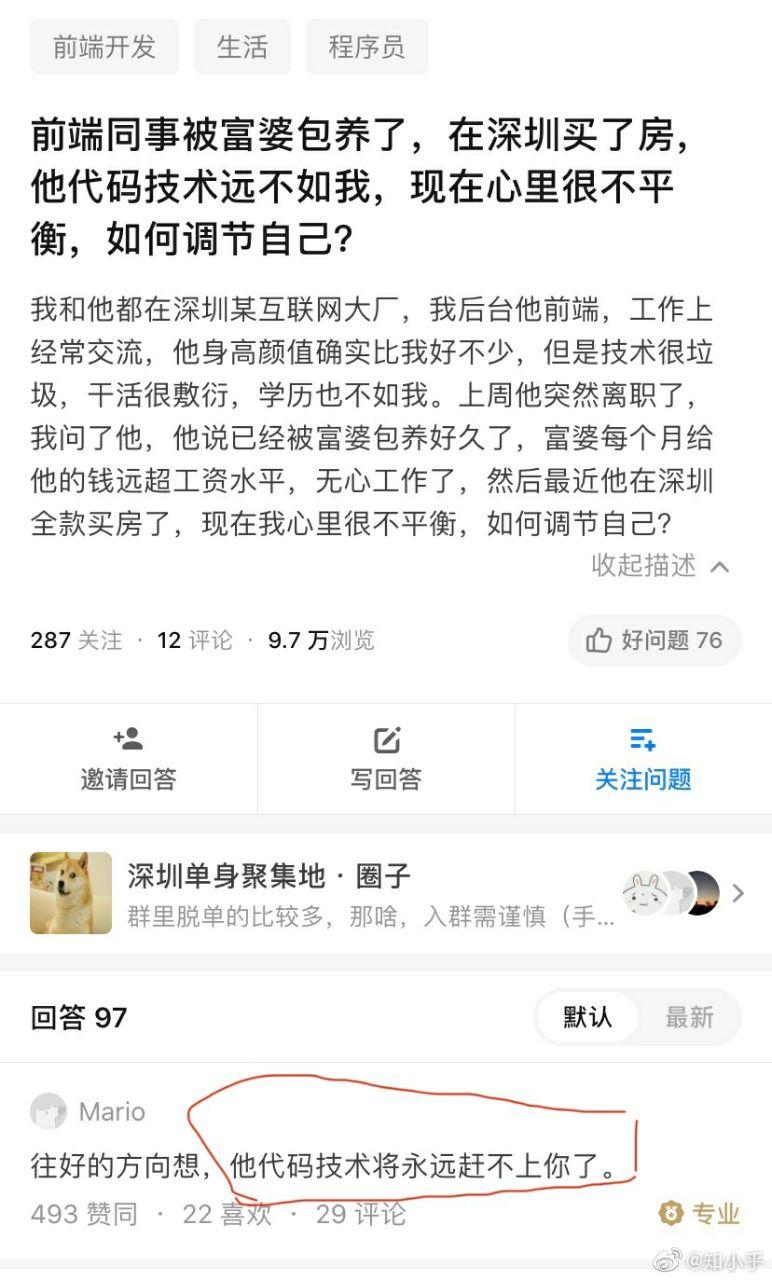 前端开发 生活 程序员
前端同事被富婆包养了，在深圳买了房，
他代码技术远不如我，现在心里很不平
衡，如何调节自己？
我和他都在深圳某互联网大厂，我后台他前端，工作上
经常交流，他身高颜值确实比我好不少，但是技术很垃
圾，干活很敷衍，学历也不如我。上周他突然离职了，
我问了他，他说已经被富婆包养好久了，富婆每个月给
他的钱远超工资水平，无心工作了，然后最近他在深圳
全款买房了，现在我心里很不平衡，如何调节自己？
收起描述
287 关注 · 12 评论 · 9.7 万浏览 好问题 76
邀请回答 写回答 关注问题
深圳单身聚集地 · 圈子
群里脱单的比较多，那啥，入群需谨慎（手...
回答 97 默认 最新
Mario
往好的方向想，他代码技术将永远赶不上你了。
493 赞同 · 22 喜欢 · 29 评论 专业
@知小乎